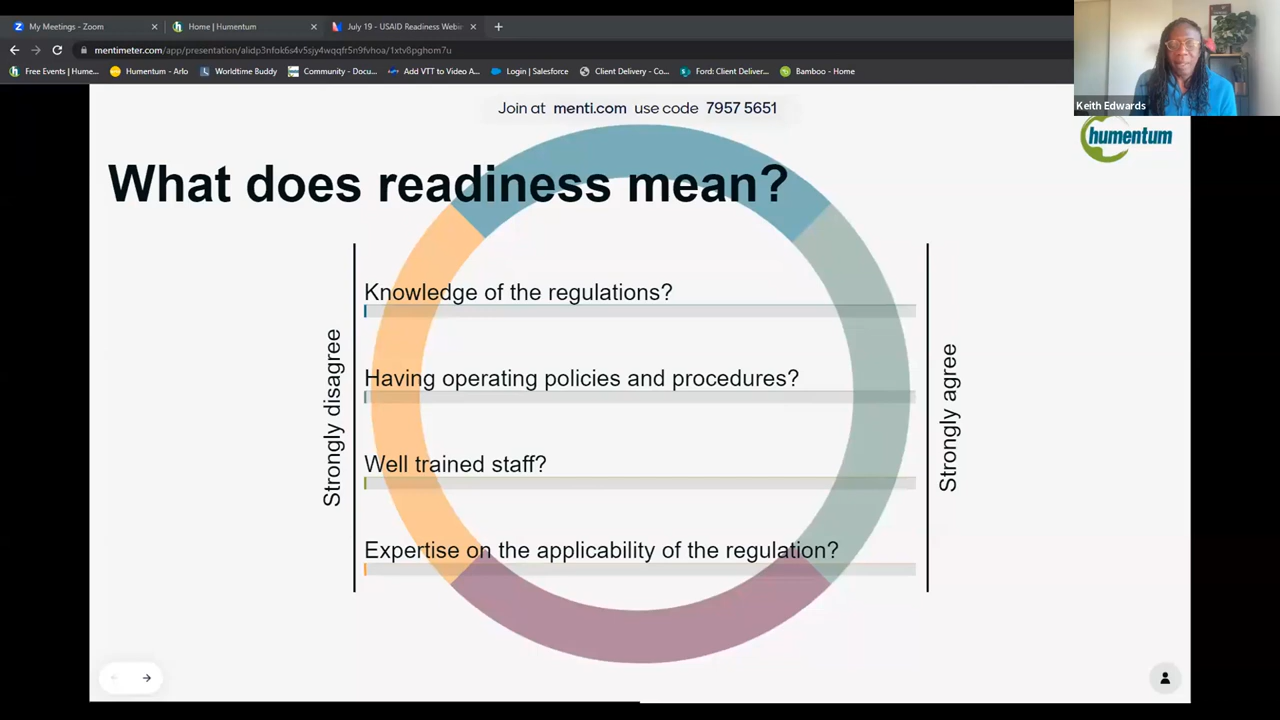 My Meetings - Zoom
Home | Humentum
July 19 - USAID Readiness Webin
mentimeter.com/app/presentation/alidp3nfok6s4v5sjy4wqqfr5n9fvhoa/1xtv8pghom7u
Free Events | Hume...
Humentum - Arlo
Worldtime Buddy
Community - Docu...
Add VTT to Video A...
Login | Salesforce
Client Delivery - Co...
Ford: Client Deliver...
Bamboo - Home
Keith Edwards
Join at menti.com use code 7957 5651
humentum
What does readiness mean?
Strongly disagree
Knowledge of the regulations?
Having operating policies and procedures?
Well trained staff?
Expertise on the applicability of the regulation?
Strongly agree